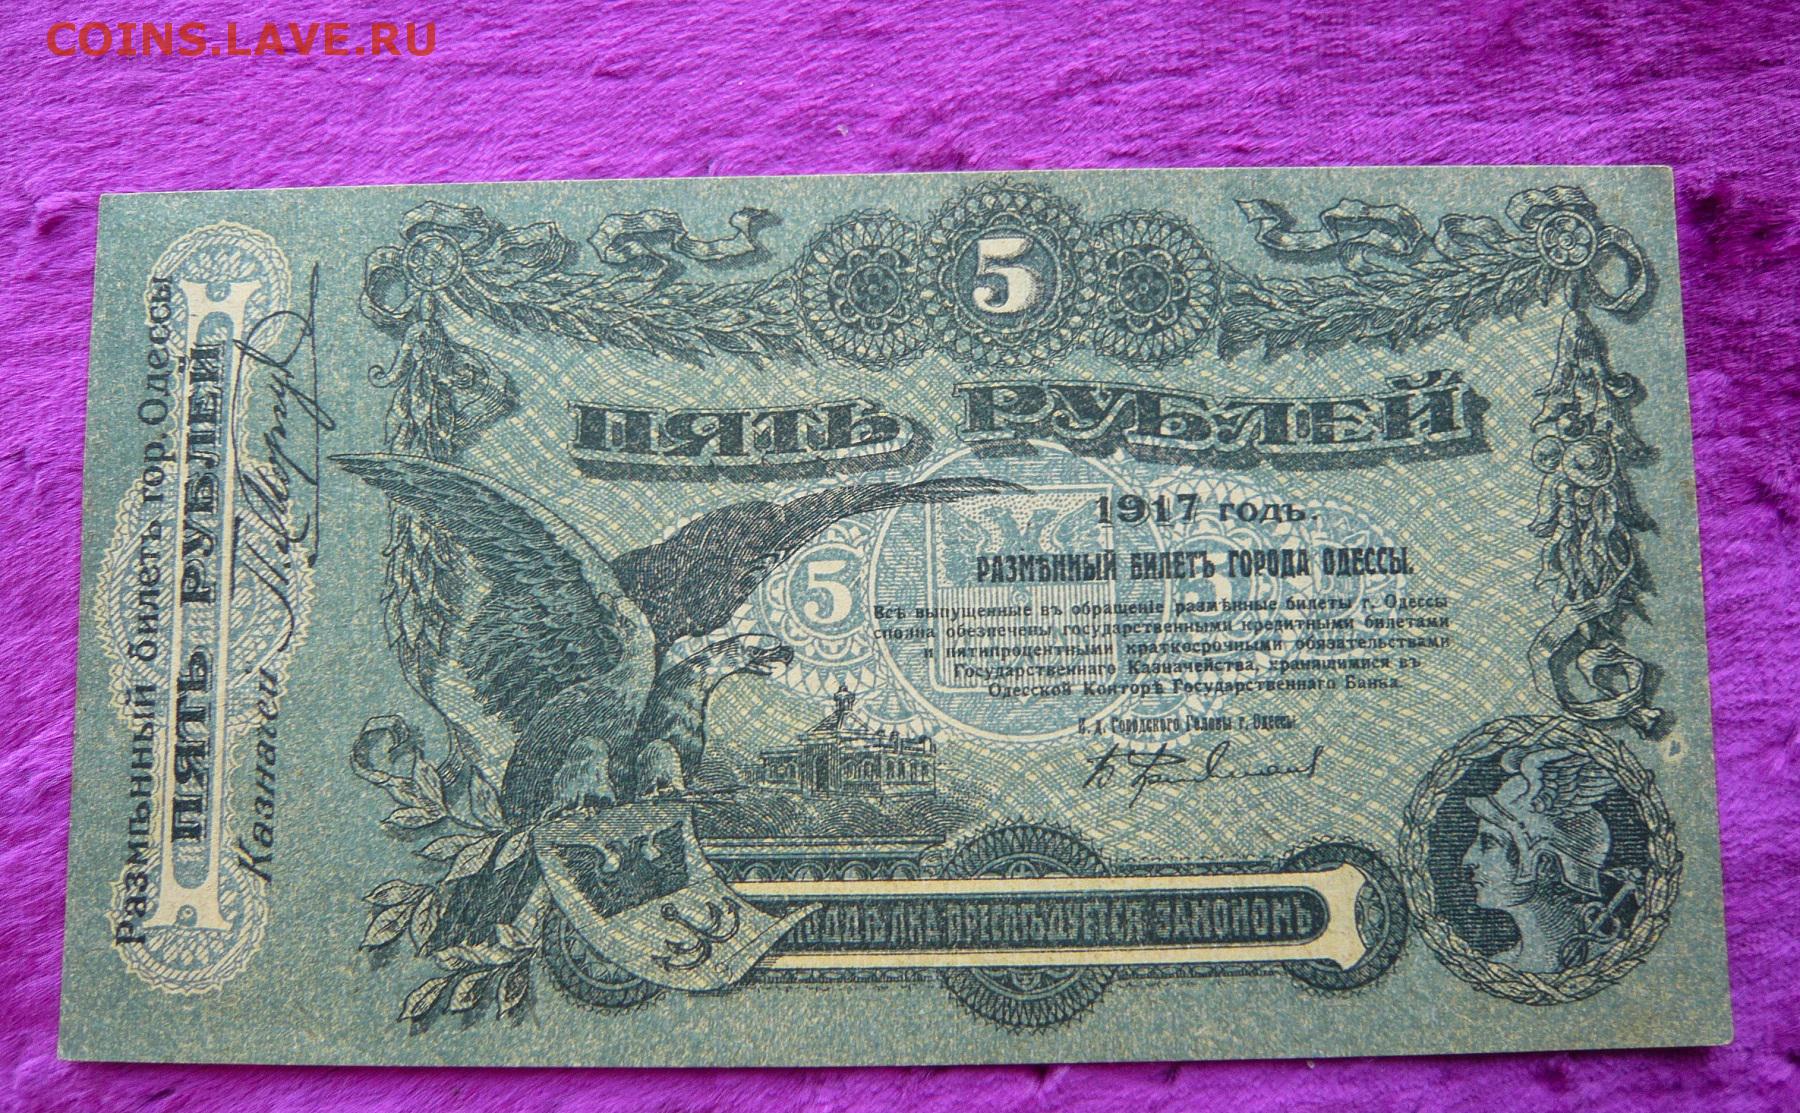 COINS.LAVE.RU
Размѣнный билетъ гор. Одессы
ПЯТЬ РУБЛЕЙ
Казначей
5
ПЯТЬ РУБЛЕЙ
1917 годъ.
РАЗМѢННЫЙ БИЛЕТЪ ГОРОДА ОДЕССЫ.
5
5
Всѣ выпущенные въ обращеніе размѣнные билеты г. Одессы
сполна обезпечены государственными кредитными билетами
и пятипроцентными краткосрочными обязательствами
Государственнаго Казначейства, хранящимися въ
Одесской Конторѣ Государственнаго Банка.
И. д. Городского Головы г. Одессы
ПОДДѢЛКА ПРЕСЛѢДУЕТСЯ ЗАКОНОМЪ